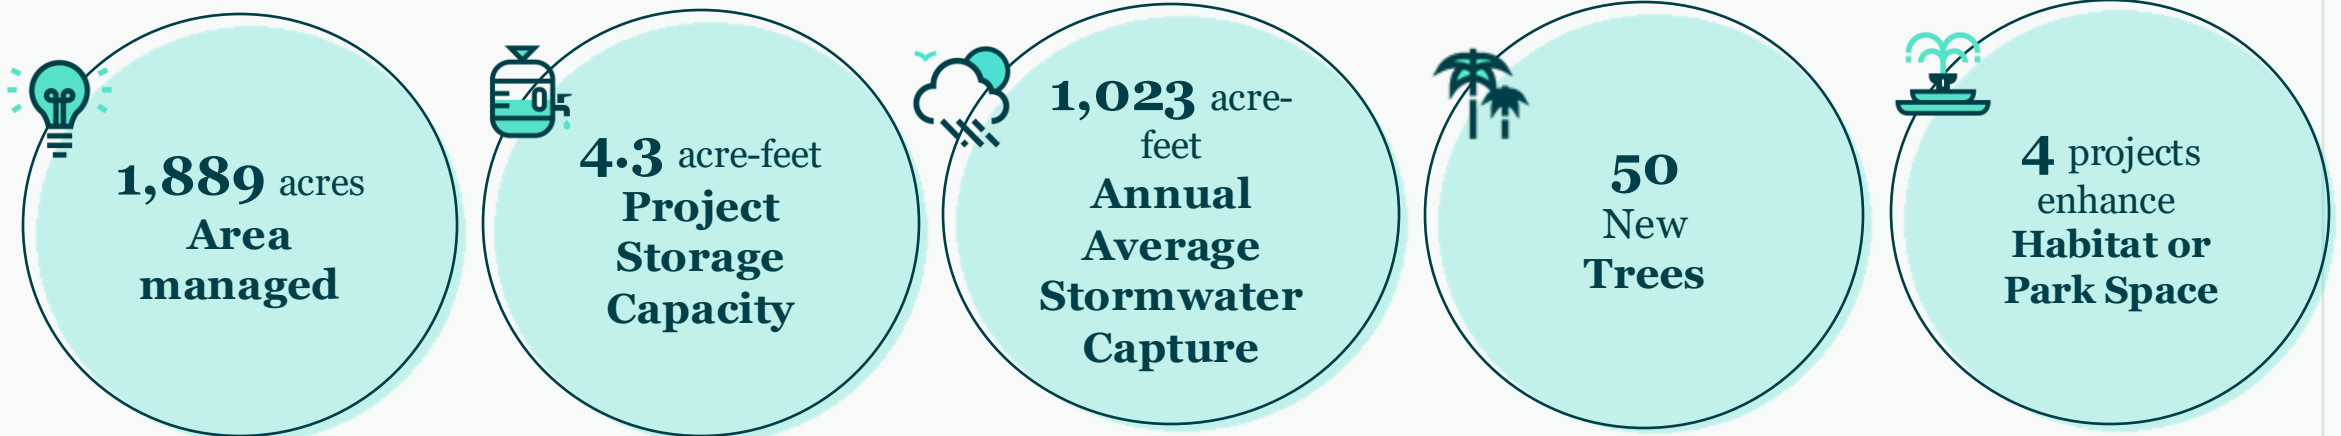 1,889 acres
Area
managed
4.3 acre-feet
Project
Storage
Capacity
1,023 acre-
feet
Annual
Average
Stormwater
Capture
50
New
Trees
4 projects
enhance
Habitat or
Park Space